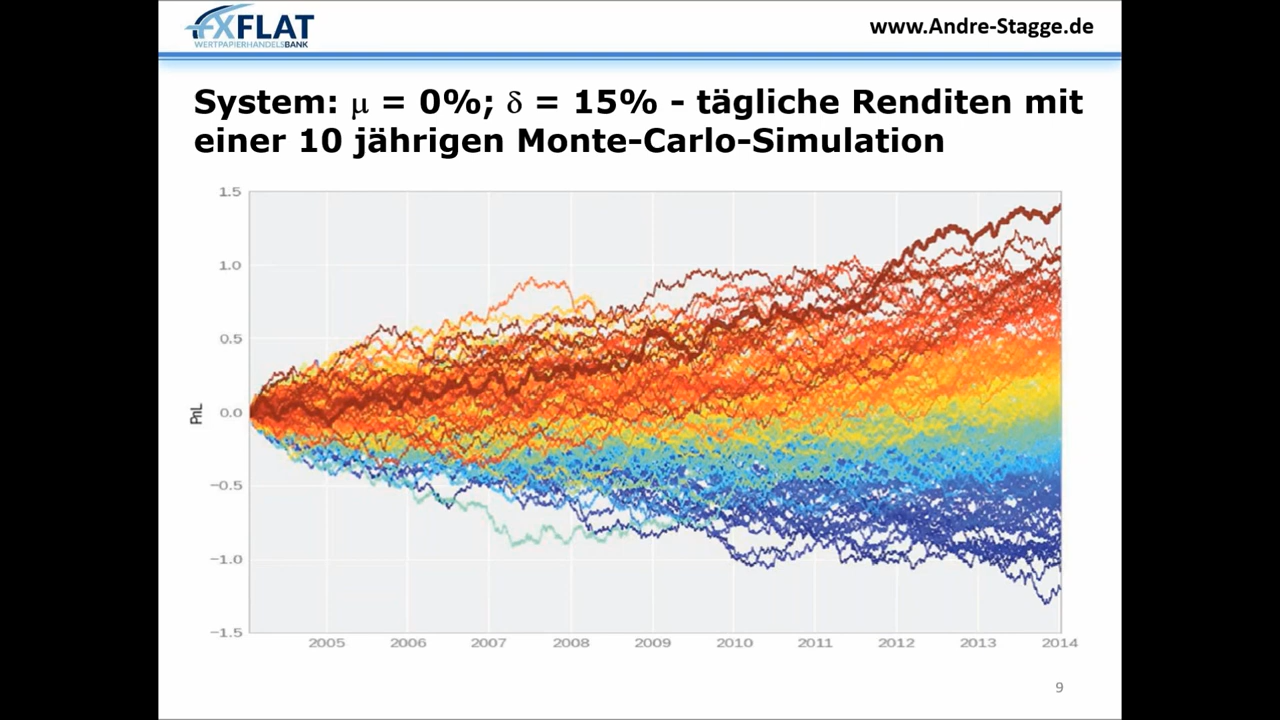 FXFLAT
WERTPAPIERHANDELSBANK
www.Andre-Stagge.de
System: μ = 0%; δ = 15% - tägliche Renditen mit
einer 10 jährigen Monte-Carlo-Simulation
1.5
1.0
0.5
0.0
−0.5
−1.0
−1.5
PnL
2005 2006 2007 2008 2009 2010 2011 2012 2013 2014
9